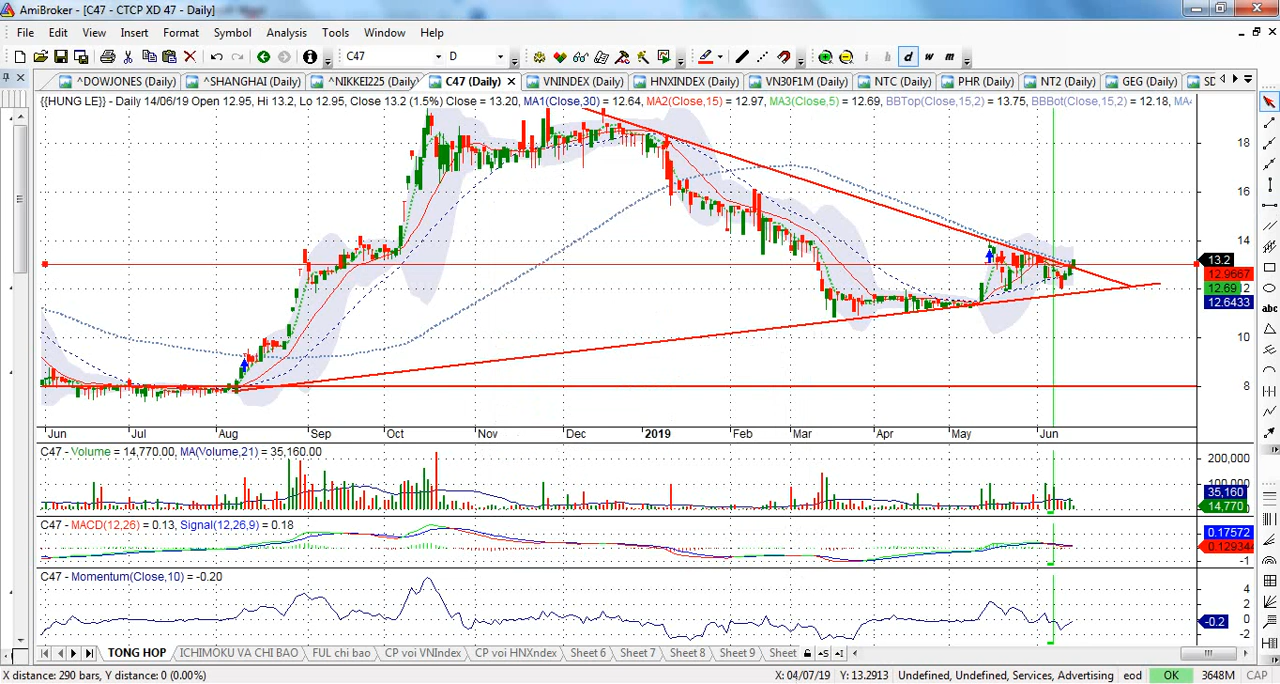 AmiBroker - [C47 - CTCP XD 47 - Daily]
File Edit View Insert Format Symbol Analysis Tools Window Help
C47 D d w m
^DOWJONES (Daily) ^SHANGHAI (Daily) ^NIKKEI225 (Daily) C47 (Daily) VNINDEX (Daily) HNXINDEX (Daily) VN30F1M (Daily) NTC (Daily) PHR (Daily) NT2 (Daily) GEG (Daily) SD
{{HUNG LE}} - Daily 14/06/19 Open 12.95, Hi 13.2, Lo 12.95, Close 13.2 (1.5%) Close = 13.20, MA1(Close,30) = 12.64, MA2(Close,15) = 12.97, MA3(Close,5) = 12.69, BBTop(Close,15,2) = 13.75, BBBot(Close,15,2) = 12.18, MA4
abc
18
16
14
13.2
12.9667
12.69
12
12.6433
10
8
Jun Jul Aug Sep Oct Nov Dec 2019 Feb Mar Apr May Jun
C47 - Volume = 14,770.00, MA(Volume,21) = 35,160.00
200,000
100,000
35,160
14,770
C47 - MACD(12,26) = 0.13, Signal(12,26,9) = 0.18
0.17572
0.129344
-1
C47 - Momentum(Close,10) = -0.20
4
2
0
-0.2
-2
TONG HOP ICHIMOKU VA CHI BAO FUL chi bao CP voi VNIndex CP voi HNXndex Sheet 6 Sheet 7 Sheet 8 Sheet 9 Sheet
X distance: 290 bars, Y distance: 0 (0.00%) X: 04/07/19 Y: 13.2913 Undefined, Undefined, Services, Advertising eod OK 3648M CAP